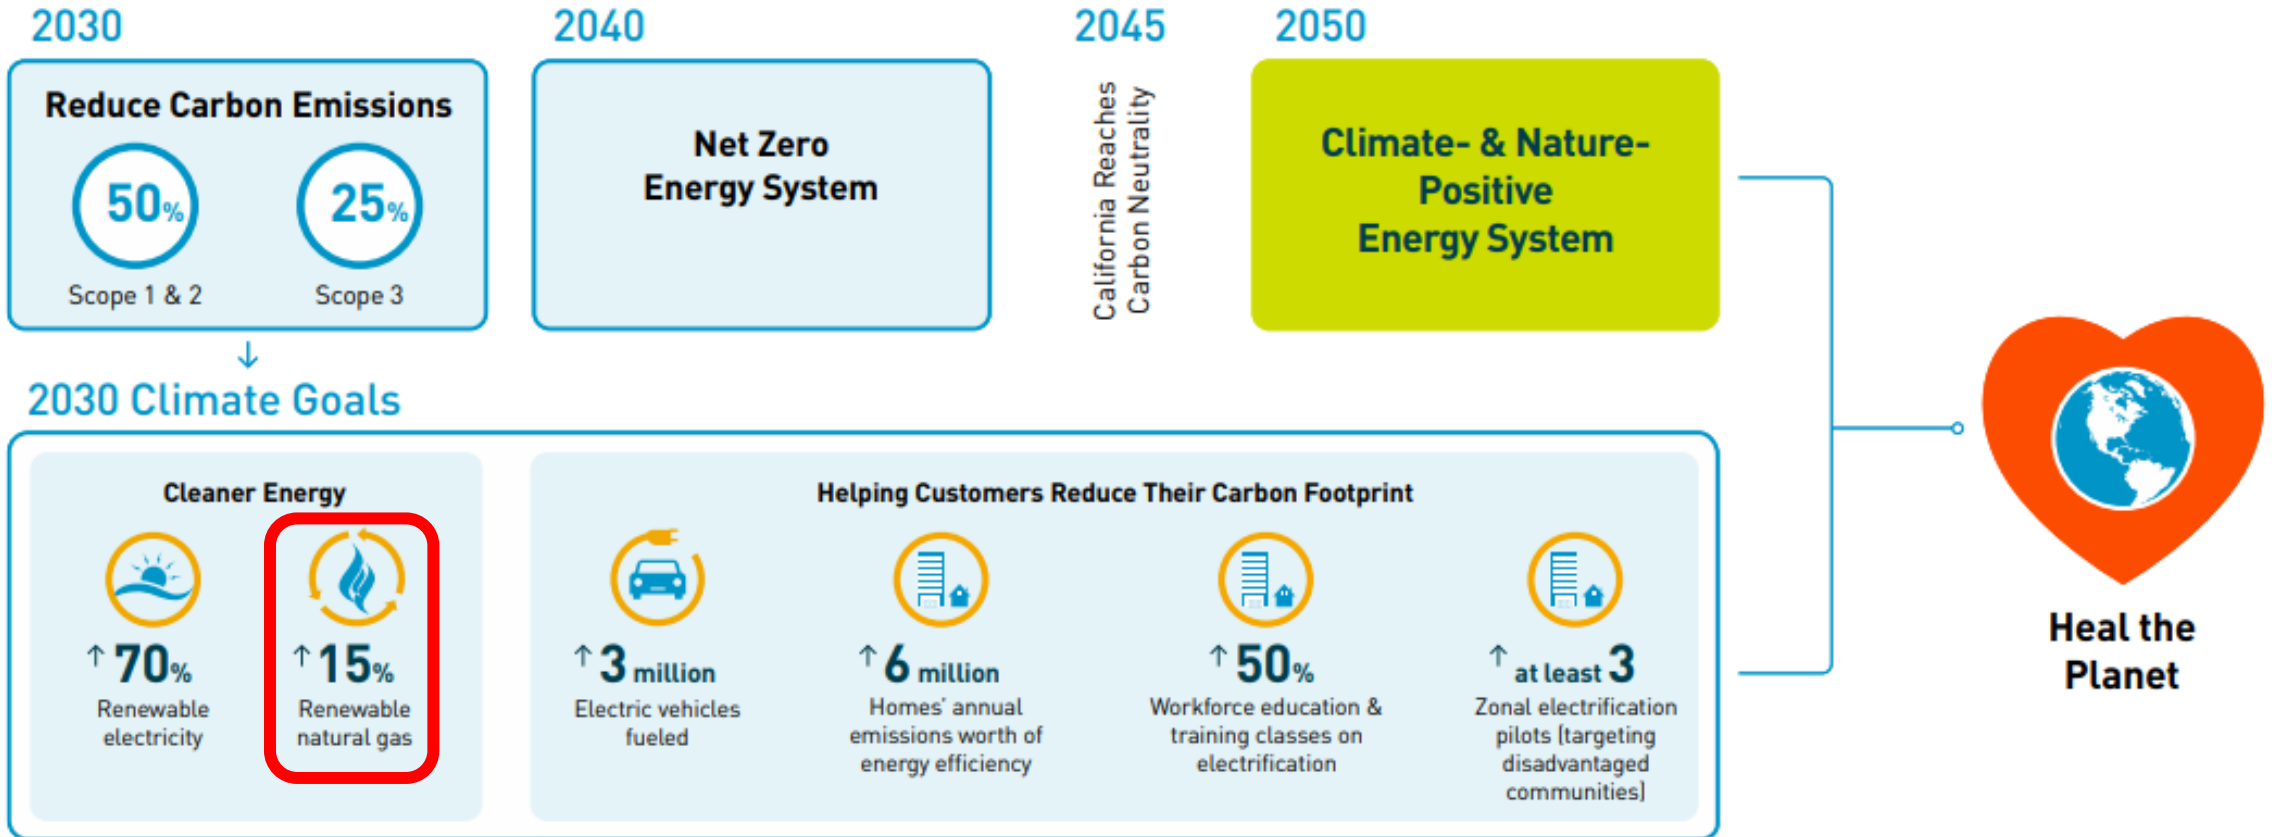 2030
2040
2045
2050
Reduce Carbon Emissions
50%
25%
Scope 1 & 2
Scope 3
Net Zero
Energy System
California Reaches
Carbon Neutrality
Climate- & Nature-
Positive
Energy System
2030 Climate Goals
Cleaner Energy
↑ 70%
Renewable
electricity
↑ 15%
Renewable
natural gas
Helping Customers Reduce Their Carbon Footprint
↑ 3 million
Electric vehicles
fueled
↑ 6 million
Homes' annual
emissions worth of
energy efficiency
↑ 50%
Workforce education &
training classes on
electrification
↑ at least 3
Zonal electrification
pilots (targeting
disadvantaged
communities)
Heal the
Planet